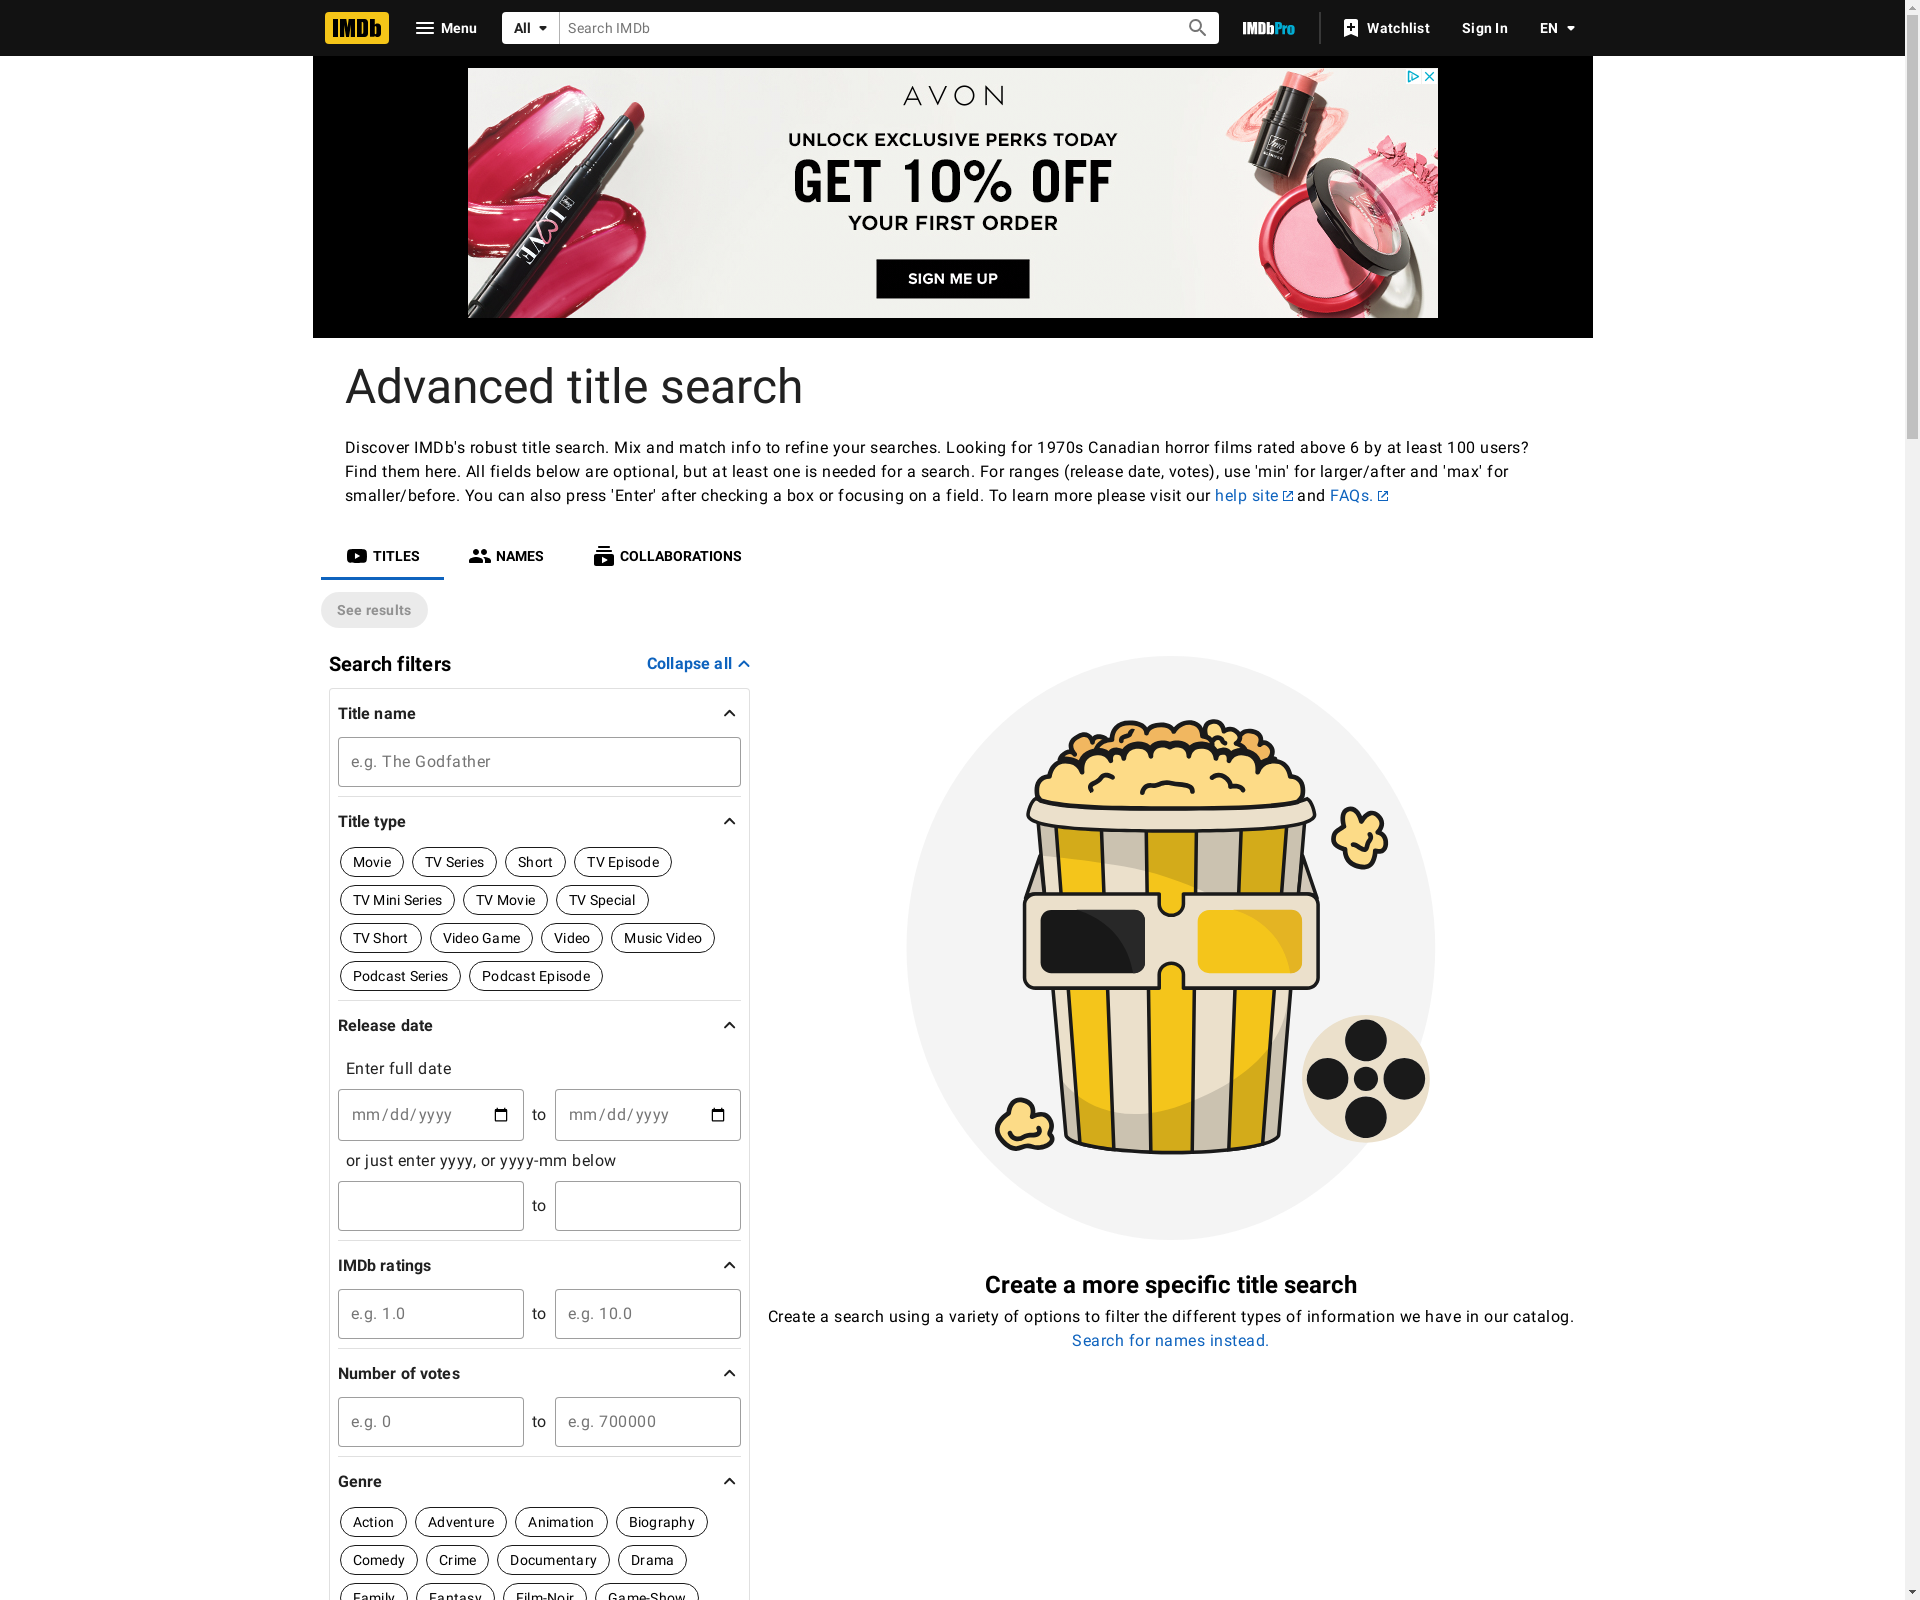 IMDb Menu All Search IMDb IMDbPro Watchlist Sign In EN
AVON
UNLOCK EXCLUSIVE PERKS TODAY
GET 10% OFF
YOUR FIRST ORDER
SIGN ME UP
LOVE
Advanced title search
Discover IMDb's robust title search. Mix and match info to refine your searches. Looking for 1970s Canadian horror films rated above 6 by at least 100 users?
Find them here. All fields below are optional, but at least one is needed for a search. For ranges (release date, votes), use 'min' for larger/after and 'max' for
smaller/before. You can also press 'Enter' after checking a box or focusing on a field. To learn more please visit our help site and FAQs.
TITLES NAMES COLLABORATIONS
See results
Search filters Collapse all
Title name
e.g. The Godfather
Title type
Movie TV Series Short TV Episode
TV Mini Series TV Movie TV Special
TV Short Video Game Video Music Video
Podcast Series Podcast Episode
Release date
Enter full date
mm/dd/yyyy to mm/dd/yyyy
or just enter yyyy, or yyyy-mm below
to
IMDb ratings
e.g. 1.0 to e.g. 10.0
Number of votes
e.g. 0 to e.g. 700000
Genre
Action Adventure Animation Biography
Comedy Crime Documentary Drama
Family Fantasy Film-Noir Game-Show
Create a more specific title search
Create a search using a variety of options to filter the different types of information we have in our catalog.
Search for names instead.